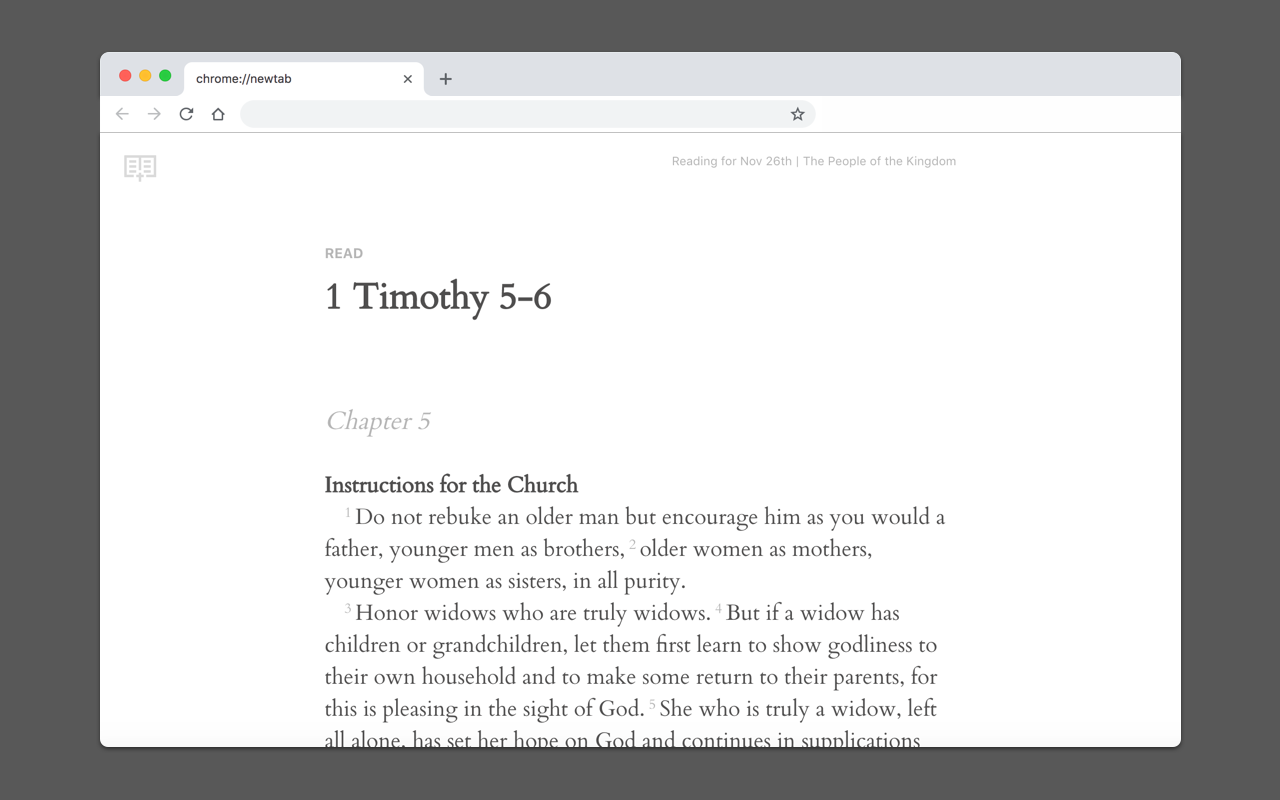 chrome://newtab
Reading for Nov 26th | The People of the Kingdom
READ
1 Timothy 5-6
Chapter 5
Instructions for the Church
1 Do not rebuke an older man but encourage him as you would a
father, younger men as brothers, 2 older women as mothers,
younger women as sisters, in all purity.
3 Honor widows who are truly widows. 4 But if a widow has
children or grandchildren, let them first learn to show godliness to
their own household and to make some return to their parents, for
this is pleasing in the sight of God. 5 She who is truly a widow, left
all alone, has set her hope on God and continues in supplications